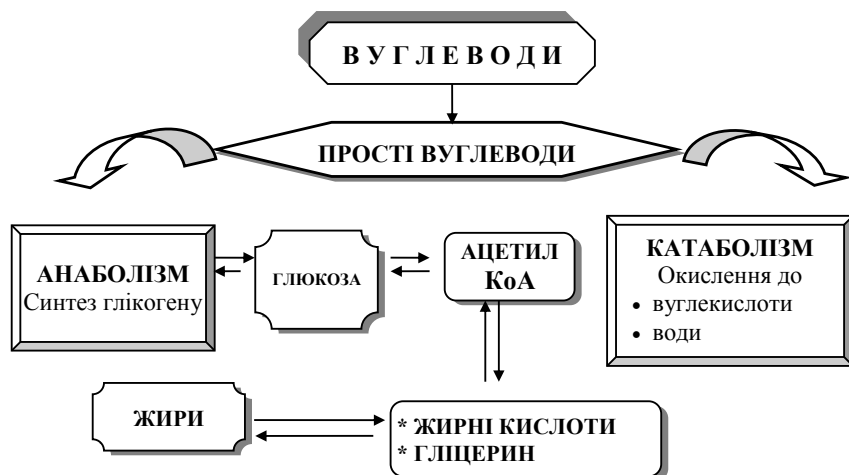 В У Г Л Е В О Д И
ПРОСТІ ВУГЛЕВОДИ
АНАБОЛІЗМ
Синтез глікогену
ГЛЮКОЗА
АЦЕТИЛ
КоА
КАТАБОЛІЗМ
Окислення до
• вуглекислоти
• води
ЖИРИ
* ЖИРНІ КИСЛОТИ
* ГЛІЦЕРИН